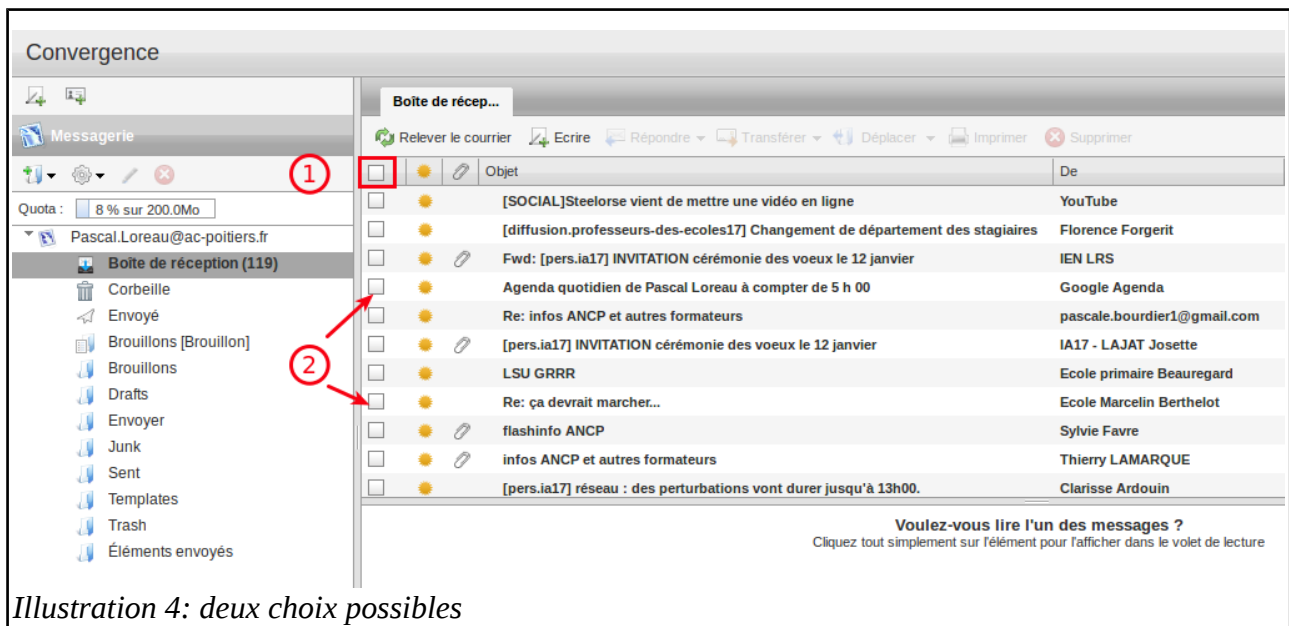 Convergence
Boîte de récep...
Messagerie
Relever le courrier Ecrire Répondre Transférer Déplacer Imprimer Supprimer
1
Objet De
Quota : 8 % sur 200.0Mo
[SOCIAL]Steelorse vient de mettre une vidéo en ligne YouTube
Pascal.Loreau@ac-poitiers.fr
[diffusion.professeurs-des-ecoles17] Changement de département des stagiaires Florence Forgerit
Boîte de réception (119)
Fwd: [pers.ia17] INVITATION cérémonie des voeux le 12 janvier IEN LRS
Corbeille
Agenda quotidien de Pascal Loreau à compter de 5 h 00 Google Agenda
Envoyé
Re: infos ANCP et autres formateurs pascale.bourdier1@gmail.com
Brouillons [Brouillon]
[pers.ia17] INVITATION cérémonie des voeux le 12 janvier IA17 - LAJAT Josette
2
Brouillons
LSU GRRR Ecole primaire Beauregard
Drafts
Re: ça devrait marcher... Ecole Marcelin Berthelot
Envoyer
flashinfo ANCP Sylvie Favre
Junk
infos ANCP et autres formateurs Thierry LAMARQUE
Sent
[pers.ia17] réseau : des perturbations vont durer jusqu'à 13h00. Clarisse Ardouin
Templates
Trash
Voulez-vous lire l'un des messages ?
Cliquez tout simplement sur l'élément pour l'afficher dans le volet de lecture
Éléments envoyés
Illustration 4: deux choix possibles